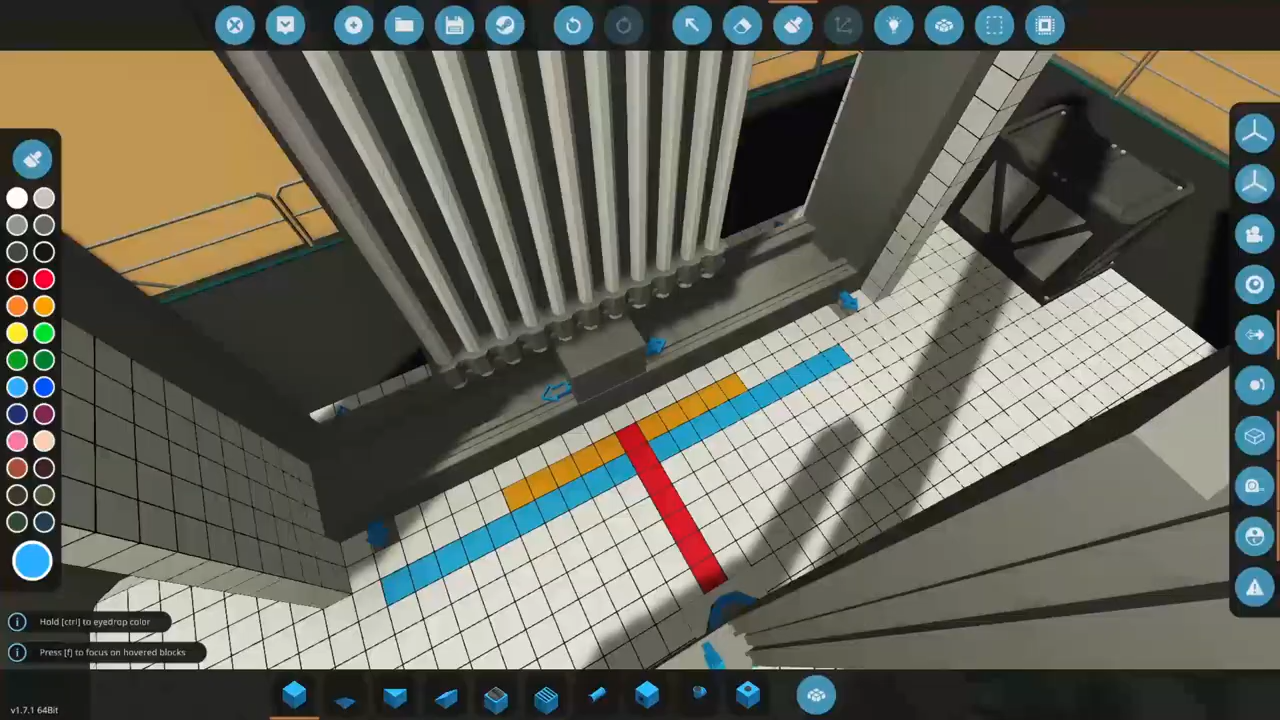 Hold [ctrl] to eyedrop color
Press [f] to focus on hovered blocks
v1.7.1 64Bit